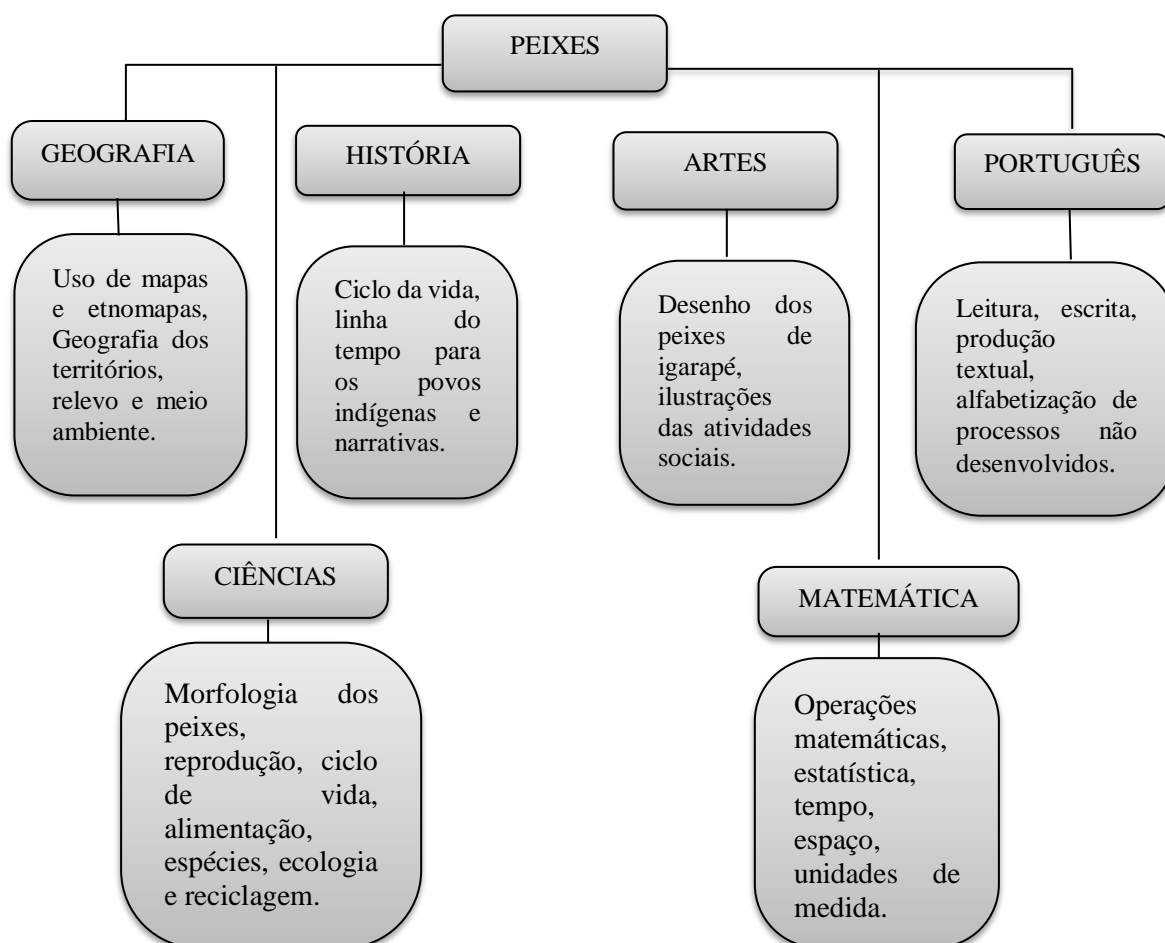 PEIXES
GEOGRAFIA
Uso de mapas
e etnomapas,
Geografia dos
territórios,
relevo e meio
ambiente.
HISTÓRIA
Ciclo da vida,
linha do
tempo para
os povos
indígenas e
narrativas.
ARTES
Desenho dos
peixes de
igarapé,
ilustrações
das atividades
sociais.
PORTUGUÊS
Leitura, escrita,
produção
textual,
alfabetização de
processos não
desenvolvidos.
CIÊNCIAS
Morfologia dos
peixes,
reprodução, ciclo
de vida,
alimentação,
espécies, ecologia
e reciclagem.
MATEMÁTICA
Operações
matemáticas,
estatística,
tempo,
espaço,
unidades de
medida.